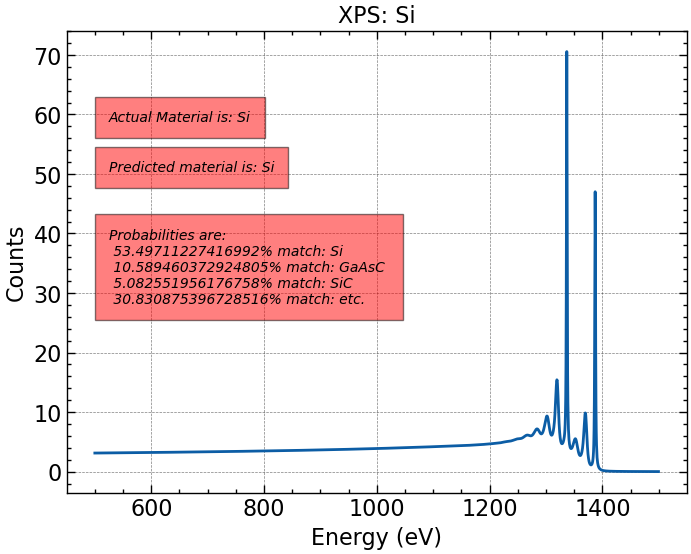 XPS: Si
70
60
50
40
30
20
10
0
Counts
Actual Material is: Si
Predicted material is: Si
Probabilities are:
53.49711227416992% match: Si
10.589460372924805% match: GaAsC
5.082551956176758% match: SiC
30.830875396728516% match: etc.
600 800 1000 1200 1400
Energy (eV)